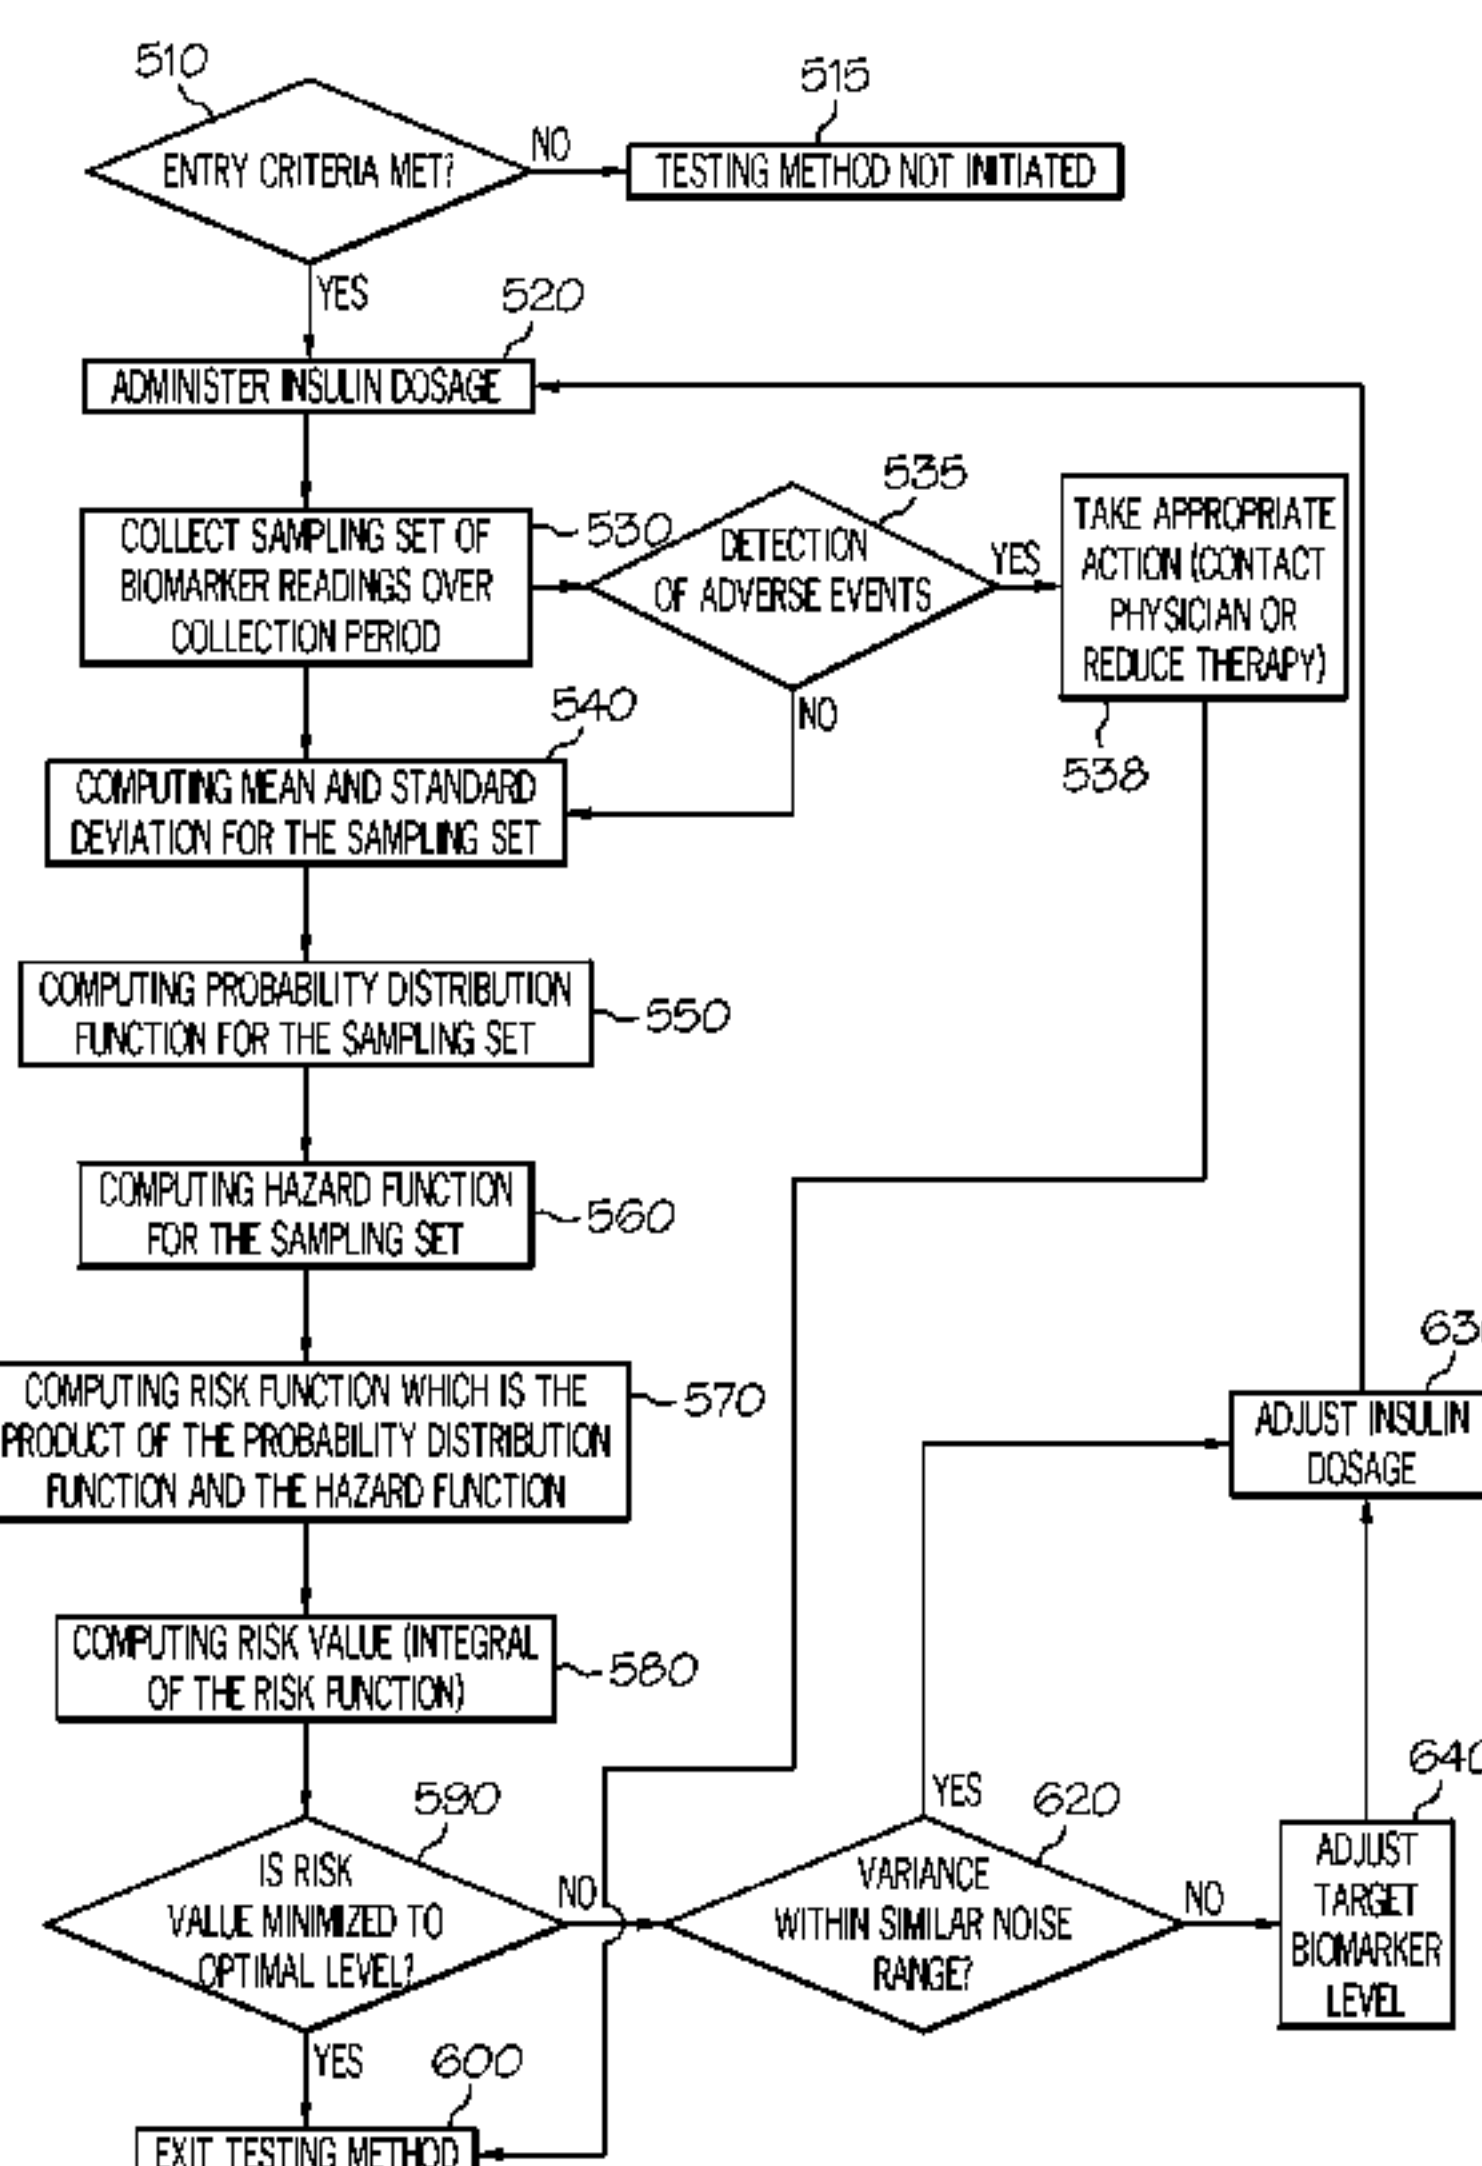 510
ENTRY CRITERIA MET?
NO
515
TESTING METHOD NOT INITIATED
YES
520
ADMINISTER INSULIN DOSAGE
COLLECT SAMPLING SET OF
BIOMARKER READINGS OVER
COLLECTION PERIOD
530
535
DETECTION
OF ADVERSE EVENTS
YES
TAKE APPROPRIATE
ACTION (CONTACT
PHYSICIAN OR
REDUCE THERAPY)
538
NO
540
COMPUTING MEAN AND STANDARD
DEVIATION FOR THE SAMPLING SET
COMPUTING PROBABILITY DISTRIBUTION
FUNCTION FOR THE SAMPLING SET
550
COMPUTING HAZARD FUNCTION
FOR THE SAMPLING SET
560
COMPUTING RISK FUNCTION WHICH IS THE
PRODUCT OF THE PROBABILITY DISTRIBUTION
FUNCTION AND THE HAZARD FUNCTION
570
ADJUST INSULIN
DOSAGE
COMPUTING RISK VALUE (INTEGRAL
OF THE RISK FUNCTION)
580
590
IS RISK
VALUE MINIMIZED TO
OPTIMAL LEVEL?
NO
YES
620
VARIANCE
WITHIN SIMILAR NOISE
RANGE?
NO
640
ADJUST
TARGET
BIOMARKER
LEVEL
YES
600
EXIT TESTING METHOD